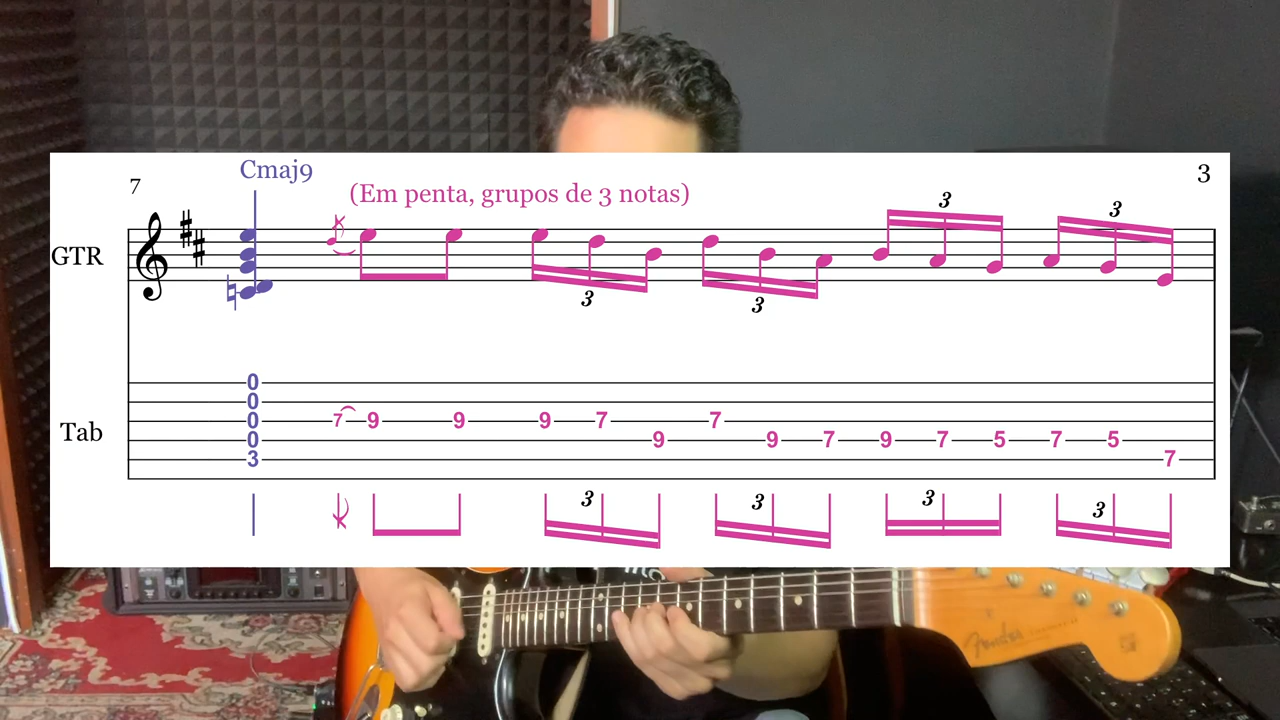 Cmaj9
7
3
(Em penta, grupos de 3 notas)
3
3
GTR
3
3
0
0
0 7 9 9 9 7 7
Tab
0 9 9 7 9 7 5 7 5
3 7
3 3 3 3
Fender